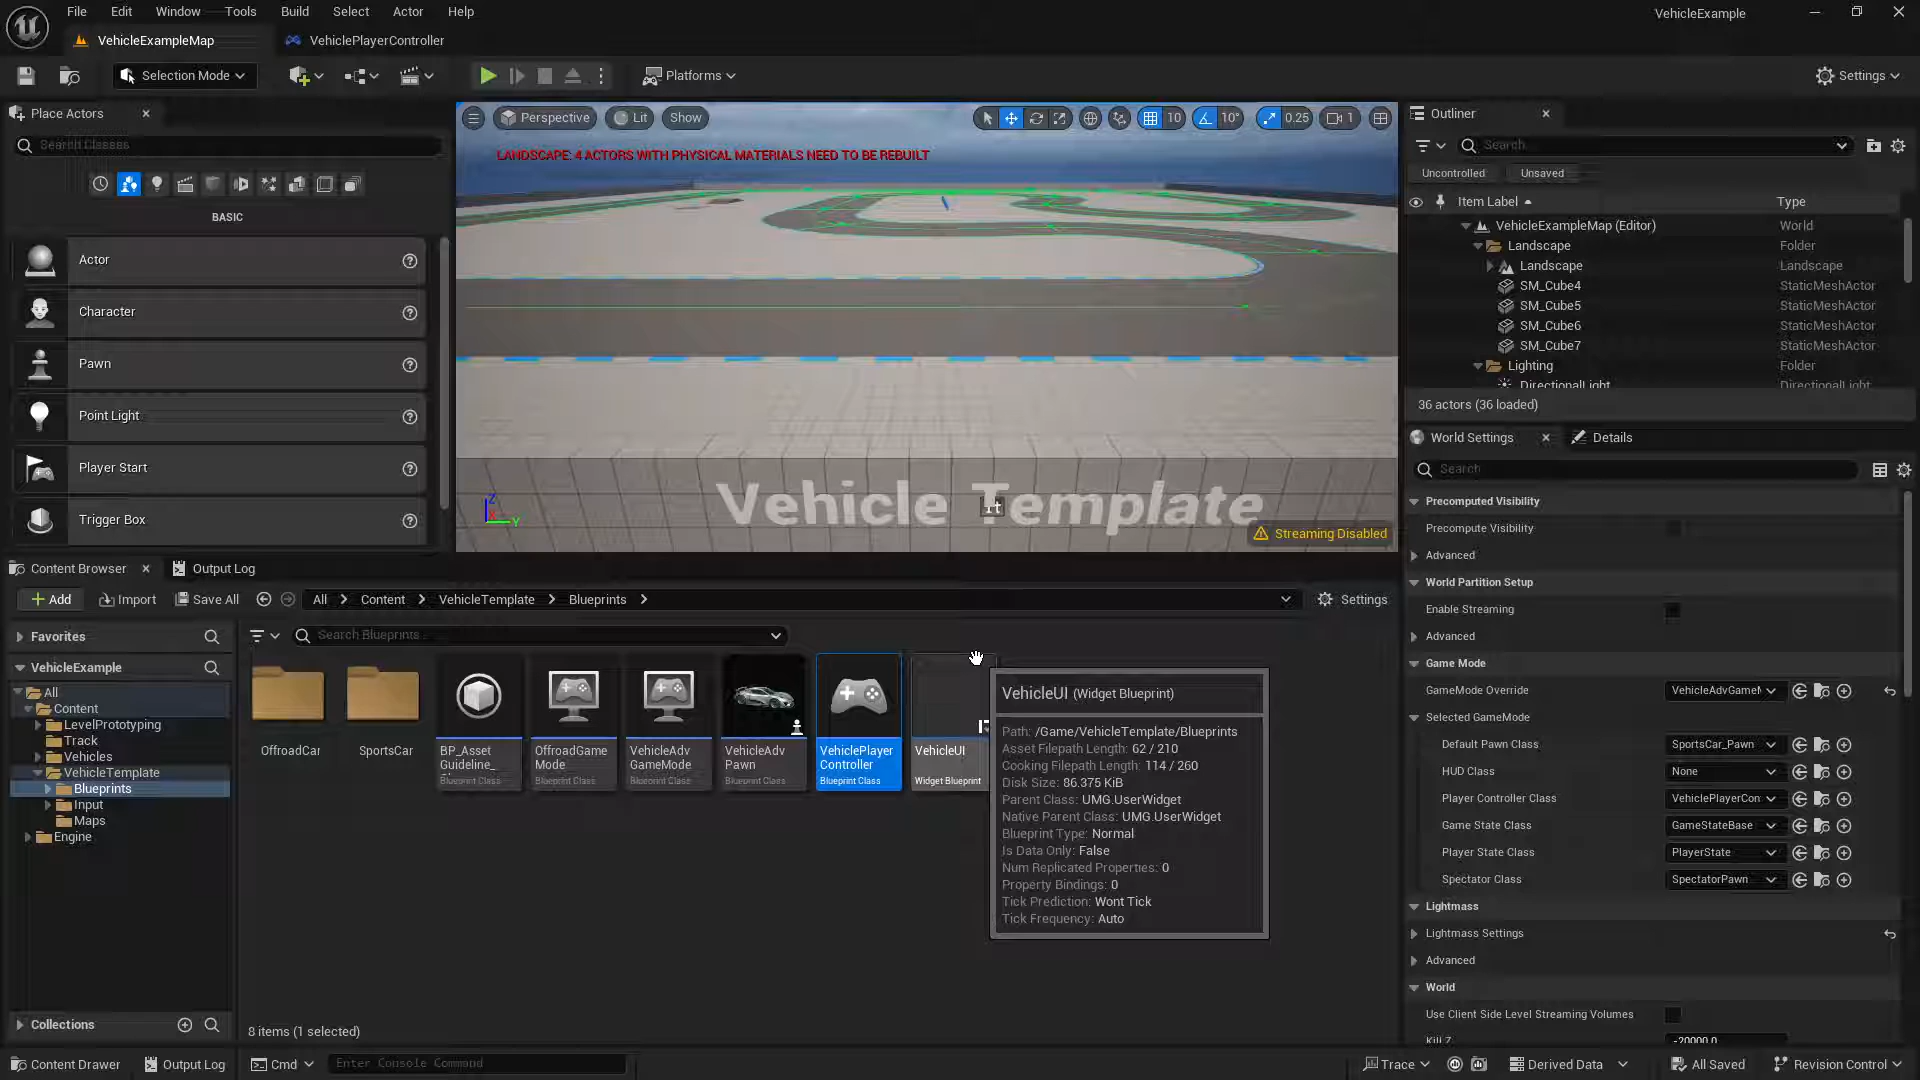 File Edit Window Tools Build Select Actor Help VehicleExample
VehicleExampleMap VehiclePlayerController
Selection Mode Platforms Settings
Place Actors
Search Classes
BASIC
Actor
Character
Pawn
Point Light
Player Start
Trigger Box
Perspective Lit Show 10 10° 0.25 1
LANDSCAPE: 4 ACTORS WITH PHYSICAL MATERIALS NEED TO BE REBUILT
Vehicle Template
Z
X
Y
Streaming Disabled
Outliner
Search
Uncontrolled Unsaved
Item Label Type
VehicleExampleMap (Editor) World
Landscape Folder
Landscape Landscape
SM_Cube4 StaticMeshActor
SM_Cube5 StaticMeshActor
SM_Cube6 StaticMeshActor
SM_Cube7 StaticMeshActor
Lighting Folder
DirectionalLight DirectionalLight
36 actors (36 loaded)
World Settings Details
Search
Precomputed Visibility
Precompute Visibility
Advanced
World Partition Setup
Enable Streaming
Advanced
Game Mode
GameMode Override VehicleAdvGameM
Selected GameMode
Default Pawn Class SportsCar_Pawn
HUD Class None
Player Controller Class VehiclePlayerCon
Game State Class GameStateBase
Player State Class PlayerState
Spectator Class SpectatorPawn
Lightmass
Lightmass Settings
Advanced
World
Use Client Side Level Streaming Volumes
Kill Z -20000.0
Content Browser Output Log
Add Import Save All All Content VehicleTemplate Blueprints Settings
Favorites
VehicleExample
All
Content
LevelPrototyping
Track
Vehicles
VehicleTemplate
Blueprints
Input
Maps
Engine
Collections
Search Blueprints
OffroadCar
SportsCar
BP_Asset
Guideline_
Blueprint Class
OffroadGame
Mode
Blueprint Class
VehicleAdv
GameMode
Blueprint Class
VehicleAdv
Pawn
Blueprint Class
VehiclePlayer
Controller
Blueprint Class
VehicleUI
Widget Blueprint
VehicleUI (Widget Blueprint)
Path: /Game/VehicleTemplate/Blueprints
Asset Filepath Length: 62 / 210
Cooking Filepath Length: 114 / 260
Disk Size: 86.375 KiB
Parent Class: UMG.UserWidget
Native Parent Class: UMG.UserWidget
Blueprint Type: Normal
Is Data Only: False
Num Replicated Properties: 0
Property Bindings: 0
Tick Prediction: Wont Tick
Tick Frequency: Auto
8 items (1 selected)
Content Drawer Output Log Cmd Enter Console Command Trace Derived Data All Saved Revision Control